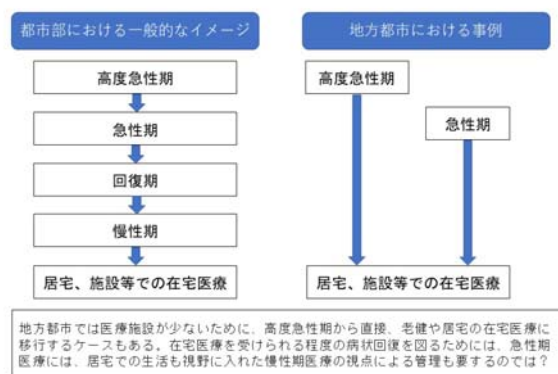 都市部における一般的なイメージ
高度急性期
急性期
回復期
慢性期
居宅、施設等での在宅医療
地方都市における事例
高度急性期
急性期
居宅、施設等での在宅医療
地方都市では医療施設が少ないために、高度急性期から直接、老健や居宅の在宅医療に
移行するケースもある。在宅医療を受けられる程度の病状回復を図るためには、急性期
医療には、居宅での生活も視野に入れた慢性期医療の視点による管理も要するのでは？